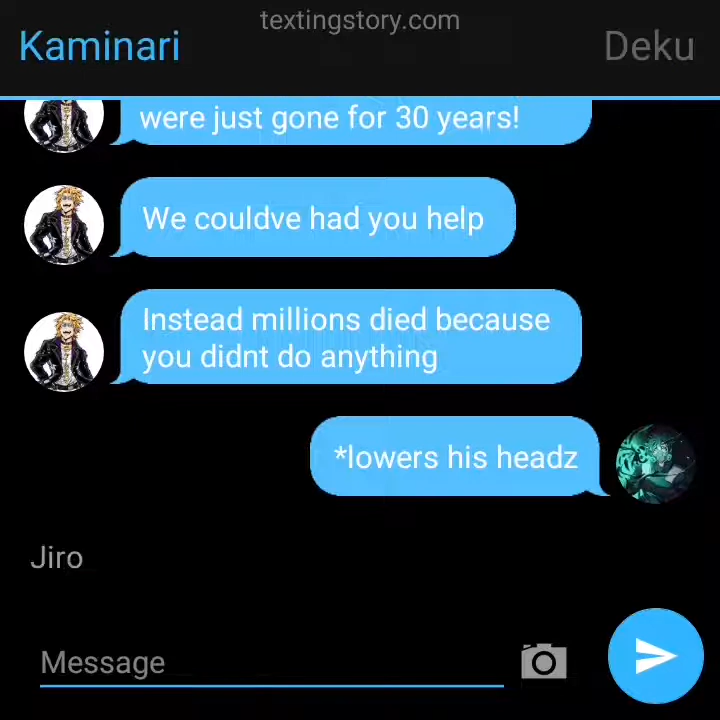 textingstory.com
Kaminari
Deku
were just gone for 30 years!
We couldve had you help
Instead millions died because
you didnt do anything
*lowers his headz
Jiro
Message